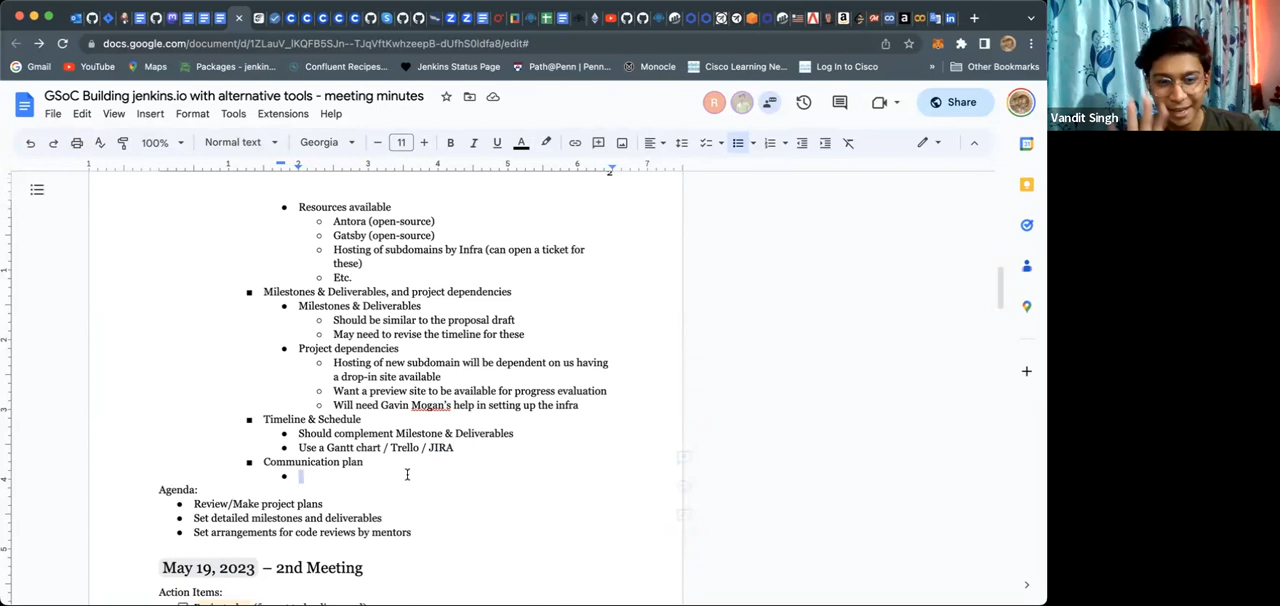 docs.google.com/document/d/1ZLauV_lKQFB5SJn--TJqVftKwhzeepB-dUfhS0ldfa8/edit#
Gmail YouTube Maps Packages - jenkin... Confluent Recipes... Jenkins Status Page Path@Penn | Penn... Monocle Cisco Learning Ne... Log In to Cisco » Other Bookmarks
GSoC Building jenkins.io with alternative tools - meeting minutes
File Edit View Insert Format Tools Extensions Help
Share
Vandit Singh
100% Normal text Georgia − 11 + B I U A
1 1 2 3 4 5 6 7
Resources available
Antora (open-source)
Gatsby (open-source)
Hosting of subdomains by Infra (can open a ticket for
these)
Etc.
Milestones & Deliverables, and project dependencies
Milestones & Deliverables
Should be similar to the proposal draft
May need to revise the timeline for these
Project dependencies
Hosting of new subdomain will be dependent on us having
a drop-in site available
Want a preview site to be available for progress evaluation
Will need Gavin Mogan's help in setting up the infra
Timeline & Schedule
Should complement Milestone & Deliverables
Use a Gantt chart / Trello / JIRA
Communication plan
Agenda:
Review/Make project plans
Set detailed milestones and deliverables
Set arrangements for code reviews by mentors
May 19, 2023 – 2nd Meeting
Action Items: